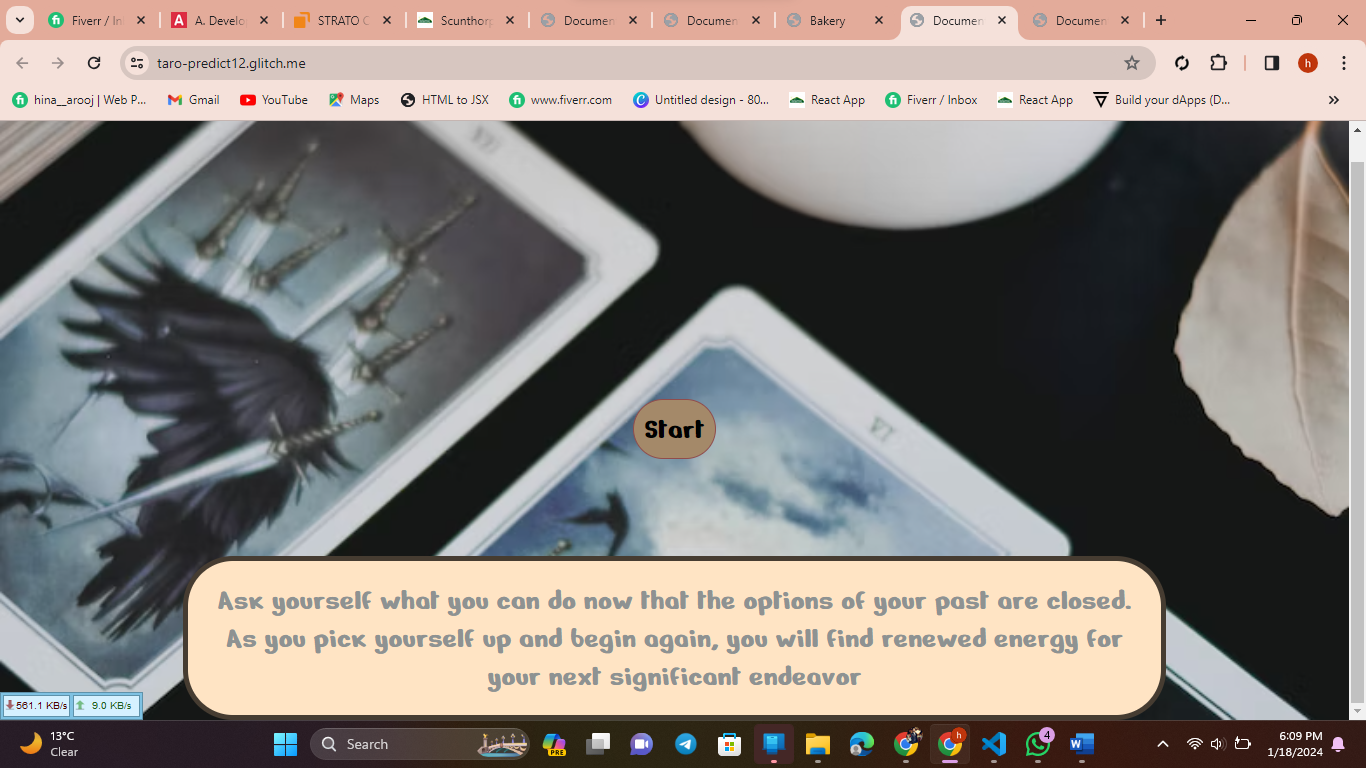 Fiverr / In
A. Develo
STRATO C
Scunthorp
Documen
Documen
Bakery
Documen
Documen
taro-predict12.glitch.me
h
hina__arooj | Web P...
Gmail
YouTube
Maps
HTML to JSX
www.fiverr.com
Untitled design - 80...
React App
Fiverr / Inbox
React App
Build your dApps (D...
VII
VI
Start
Ask yourself what you can do now that the options of your past are closed.
As you pick yourself up and begin again, you will find renewed energy for
your next significant endeavor
561.1 KB/s
9.0 KB/s
13°C
Clear
Search
PRE
h
4
6:09 PM
1/18/2024